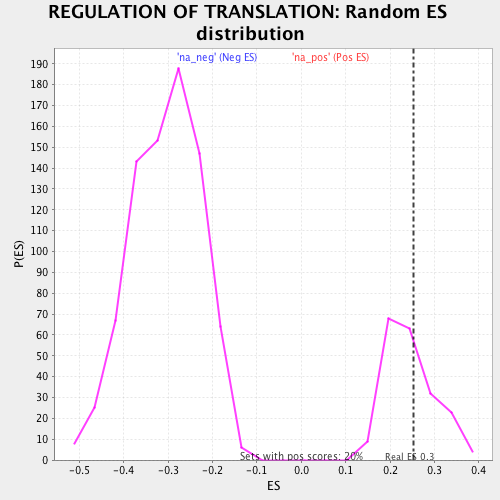 REGULATION OF TRANSLATION: Random ES
distribution
'na_neg' (Neg ES) 'na_pos' (Pos ES)
190
180
170
160
150
140
130
120
110
100
90
80
70
60
50
40
30
20
10
0
P(ES)
Sets with pos scores: 20%
Real ES 0.3
-0.5 -0.4 -0.3 -0.2 -0.1 0.0 0.1 0.2 0.3 0.4
ES